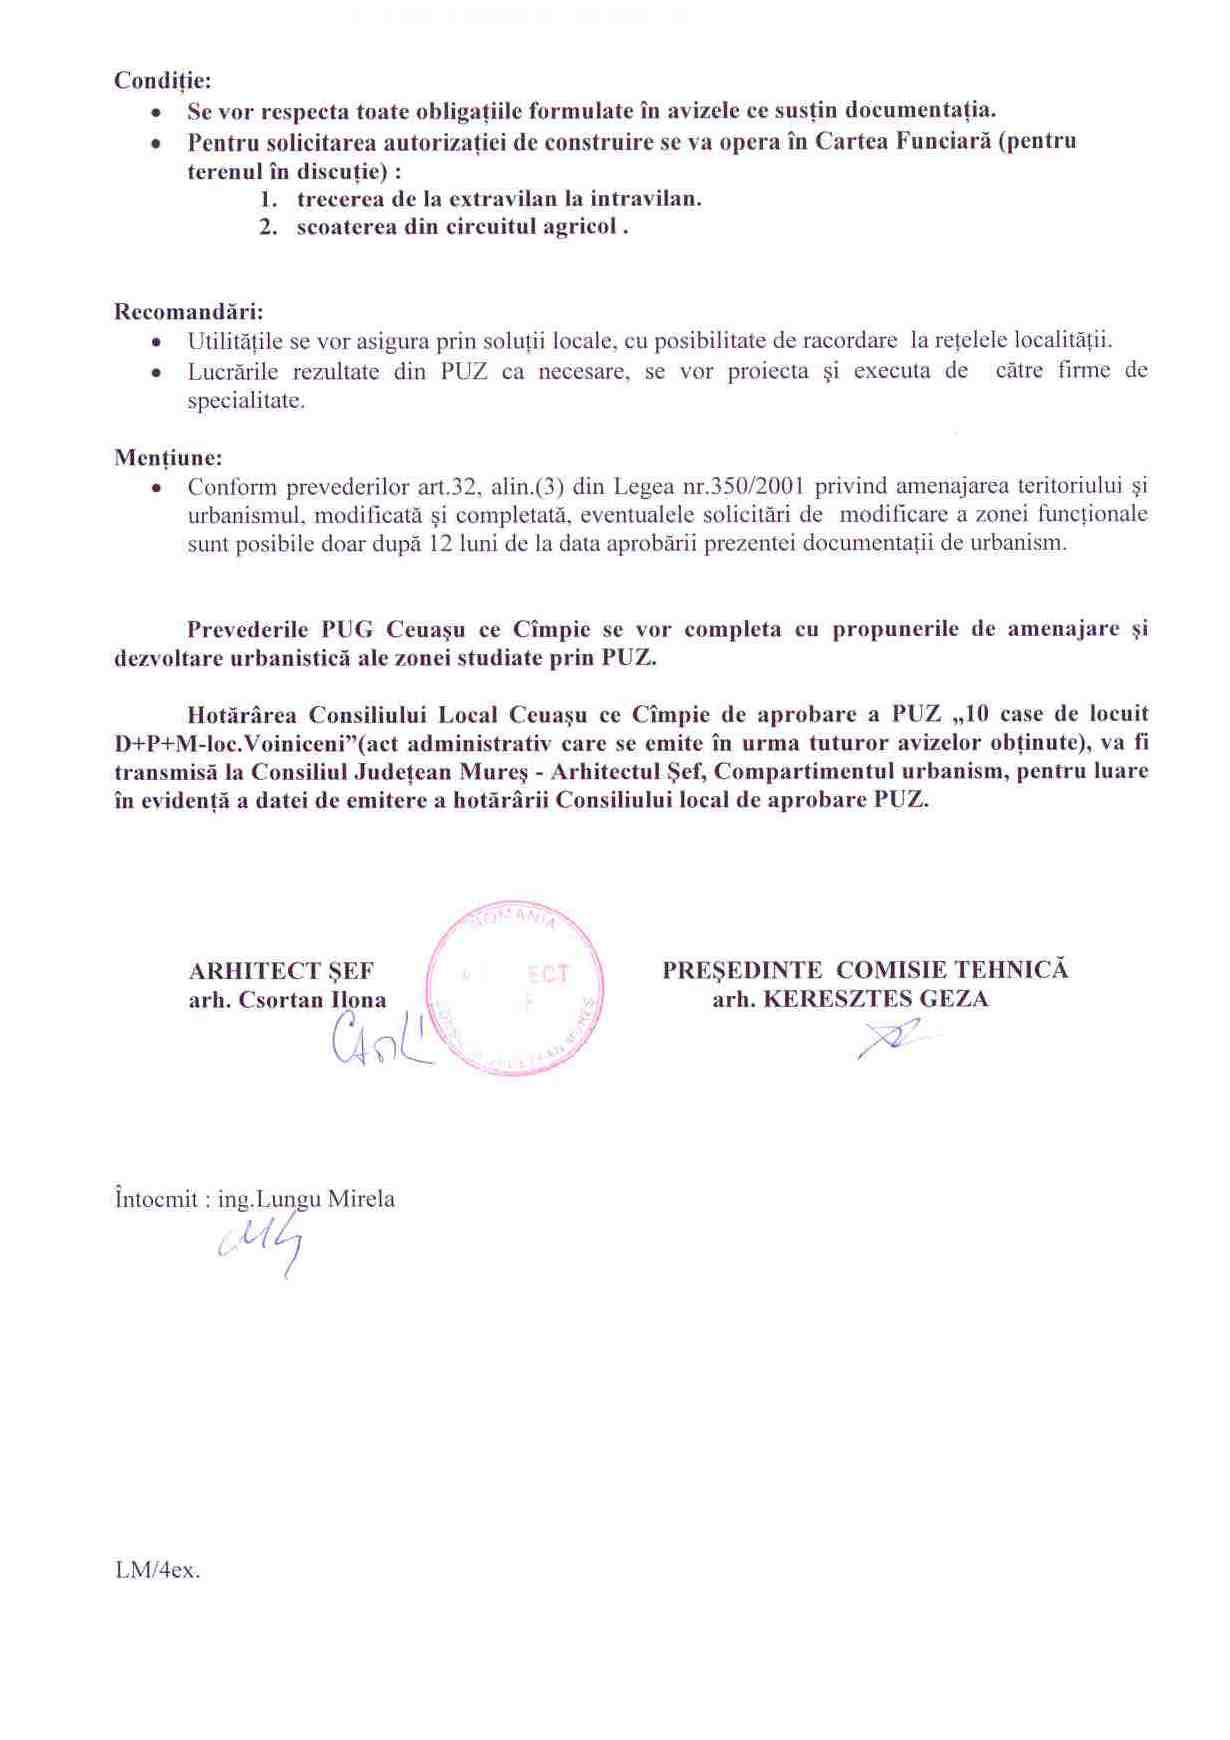 Condiție:
• Se vor respecta toate obligațiile formulate în avizele ce susțin documentația.
• Pentru solicitarea autorizației de construire se va opera în Cartea Funciară (pentru
terenul în discuție) :
1. trecerea de la extravilan la intravilan.
2. scoaterea din circuitul agricol .
Recomandări:
• Utilitățile se vor asigura prin soluții locale, cu posibilitate de racordare la rețelele localității.
• Lucrările rezultate din PUZ ca necesare, se vor proiecta și executa de către firme de
specialitate.
Mențiune:
• Conform prevederilor art.32, alin.(3) din Legea nr.350/2001 privind amenajarea teritoriului și
urbanismul, modificată și completată, eventualele solicitări de modificare a zonei funcționale
sunt posibile doar după 12 luni de la data aprobării prezentei documentații de urbanism.
Prevederile PUG Ceuașu ce Cîmpie se vor completa cu propunerile de amenajare și
dezvoltare urbanistică ale zonei studiate prin PUZ.
Hotărârea Consiliului Local Ceuașu ce Cîmpie de aprobare a PUZ „10 case de locuit
D+P+M-loc.Voiniceni”(act administrativ care se emite în urma tuturor avizelor obținute), va fi
transmisă la Consiliul Județean Mureș - Arhitectul Șef, Compartimentul urbanism, pentru luare
în evidență a datei de emitere a hotărârii Consiliului local de aprobare PUZ.
ROMANIA
ECT
ARHITECT ȘEF
arh. Csortan Ilona
PREȘEDINTE COMISIE TEHNICĂ
arh. KERESZTES GEZA
Întocmit : ing.Lungu Mirela
LM/4ex.